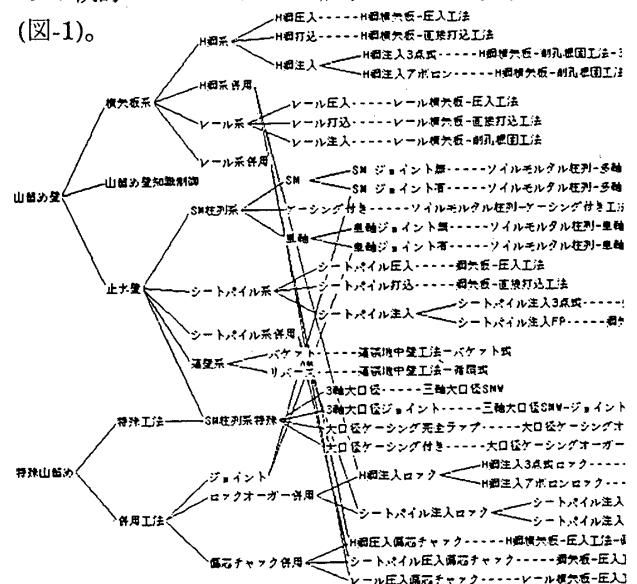 (図-1)。
H鋼圧入-----H鋼横矢板-圧入工法
H鋼打込-----H鋼横矢板-直接打込工法
H鋼系
H鋼注入
H鋼注入3点式-----H鋼横矢板-削孔根固工法-3
H鋼注入アボロン-----H鋼横矢板-削孔根固工法
横矢板系
H鋼系併用
レール系
レール圧入-----レール横矢板-圧入工法
レール打込-----レール横矢板-直接打込工法
レール注入-----レール横矢板-削孔根固工法
レール系併用
山留め壁
山留め壁知識制御
SM
SM ジョイント無-----ソイルモルタル柱列-多軸
SM ジョイント有-----ソイルモルタル柱列-多軸
SM柱列系
ケーシング付き-----ソイルモルタル柱列-ケーシング付き工法
単軸
単軸ジョイント無-----ソイルモルタル柱列-単軸
単軸ジョイント有-----ソイルモルタル柱列-単軸
止水壁
シートパイル系
シートパイル圧入-----鋼矢板-圧入工法
シートパイル打込-----鋼矢板-直接打込工法
シートパイル注入
シートパイル注入3点式-----
シートパイル注入FP-----鋼矢
シートパイル系併用
連壁系
バケット-----連続地中壁工法-バケット式
リバース-----連続地中壁工法-循環式
3軸大口径-----三軸大口径SMW
特殊工法
SM柱列系特殊
3軸大口径ジョイント-----三軸大口径SMW-ジョイント
大口径ケーシング完全ラップ-----大口径ケーシングオ
大口径ケーシング付き-----大口径ケーシングオーガー
特殊山留め
ジョイント
ロックオーガー併用
H鋼注入ロック
H鋼注入3点式ロック-----
H鋼注入アボロンロック-----
併用工法
シートパイル注入ロック
シートパイル注入
シートパイル注入
H鋼圧入偏芯チャック-----H鋼横矢板-圧入工法-偏
偏芯チャック併用
シートパイル圧入偏芯チャック-----鋼矢板-圧入工
レール圧入偏芯チャック-----レール横矢板-圧入工